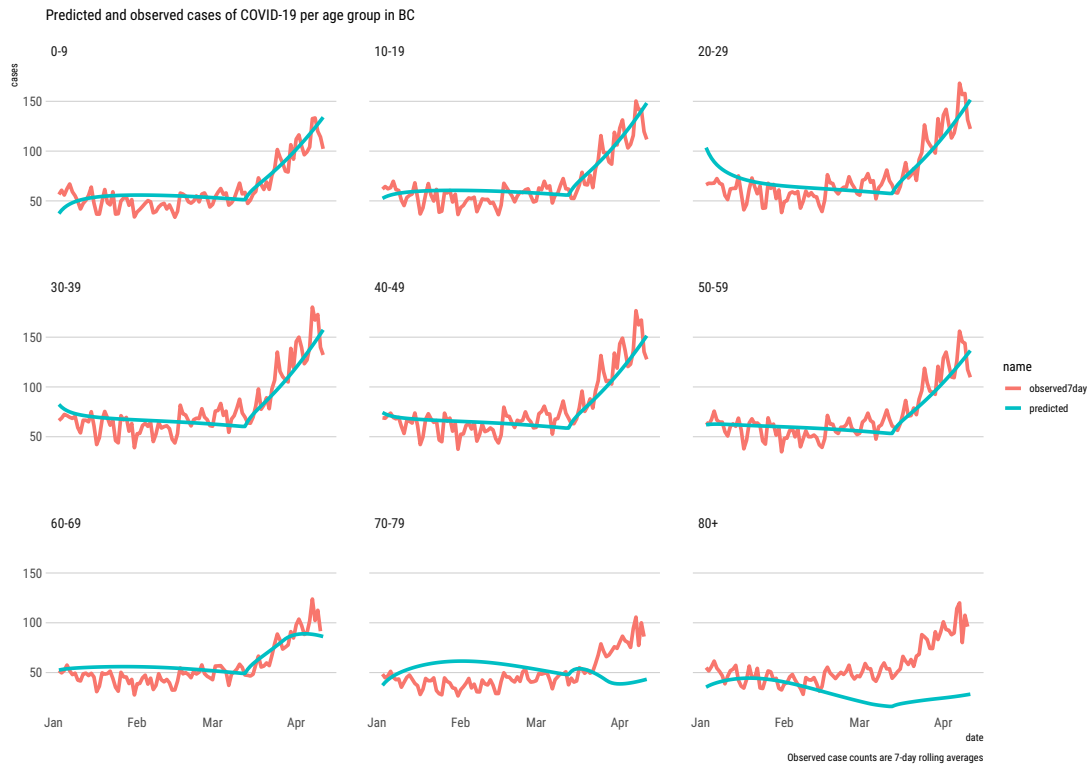 Predicted and observed cases of COVID-19 per age group in BC
0-9
10-19
20-29
cases
150
100
50
30-39
40-49
50-59
150
100
50
name
observed7day
predicted
60-69
70-79
80+
150
100
50
Jan Feb Mar Apr Jan Feb Mar Apr Jan Feb Mar Apr
date
Observed case counts are 7-day rolling averages